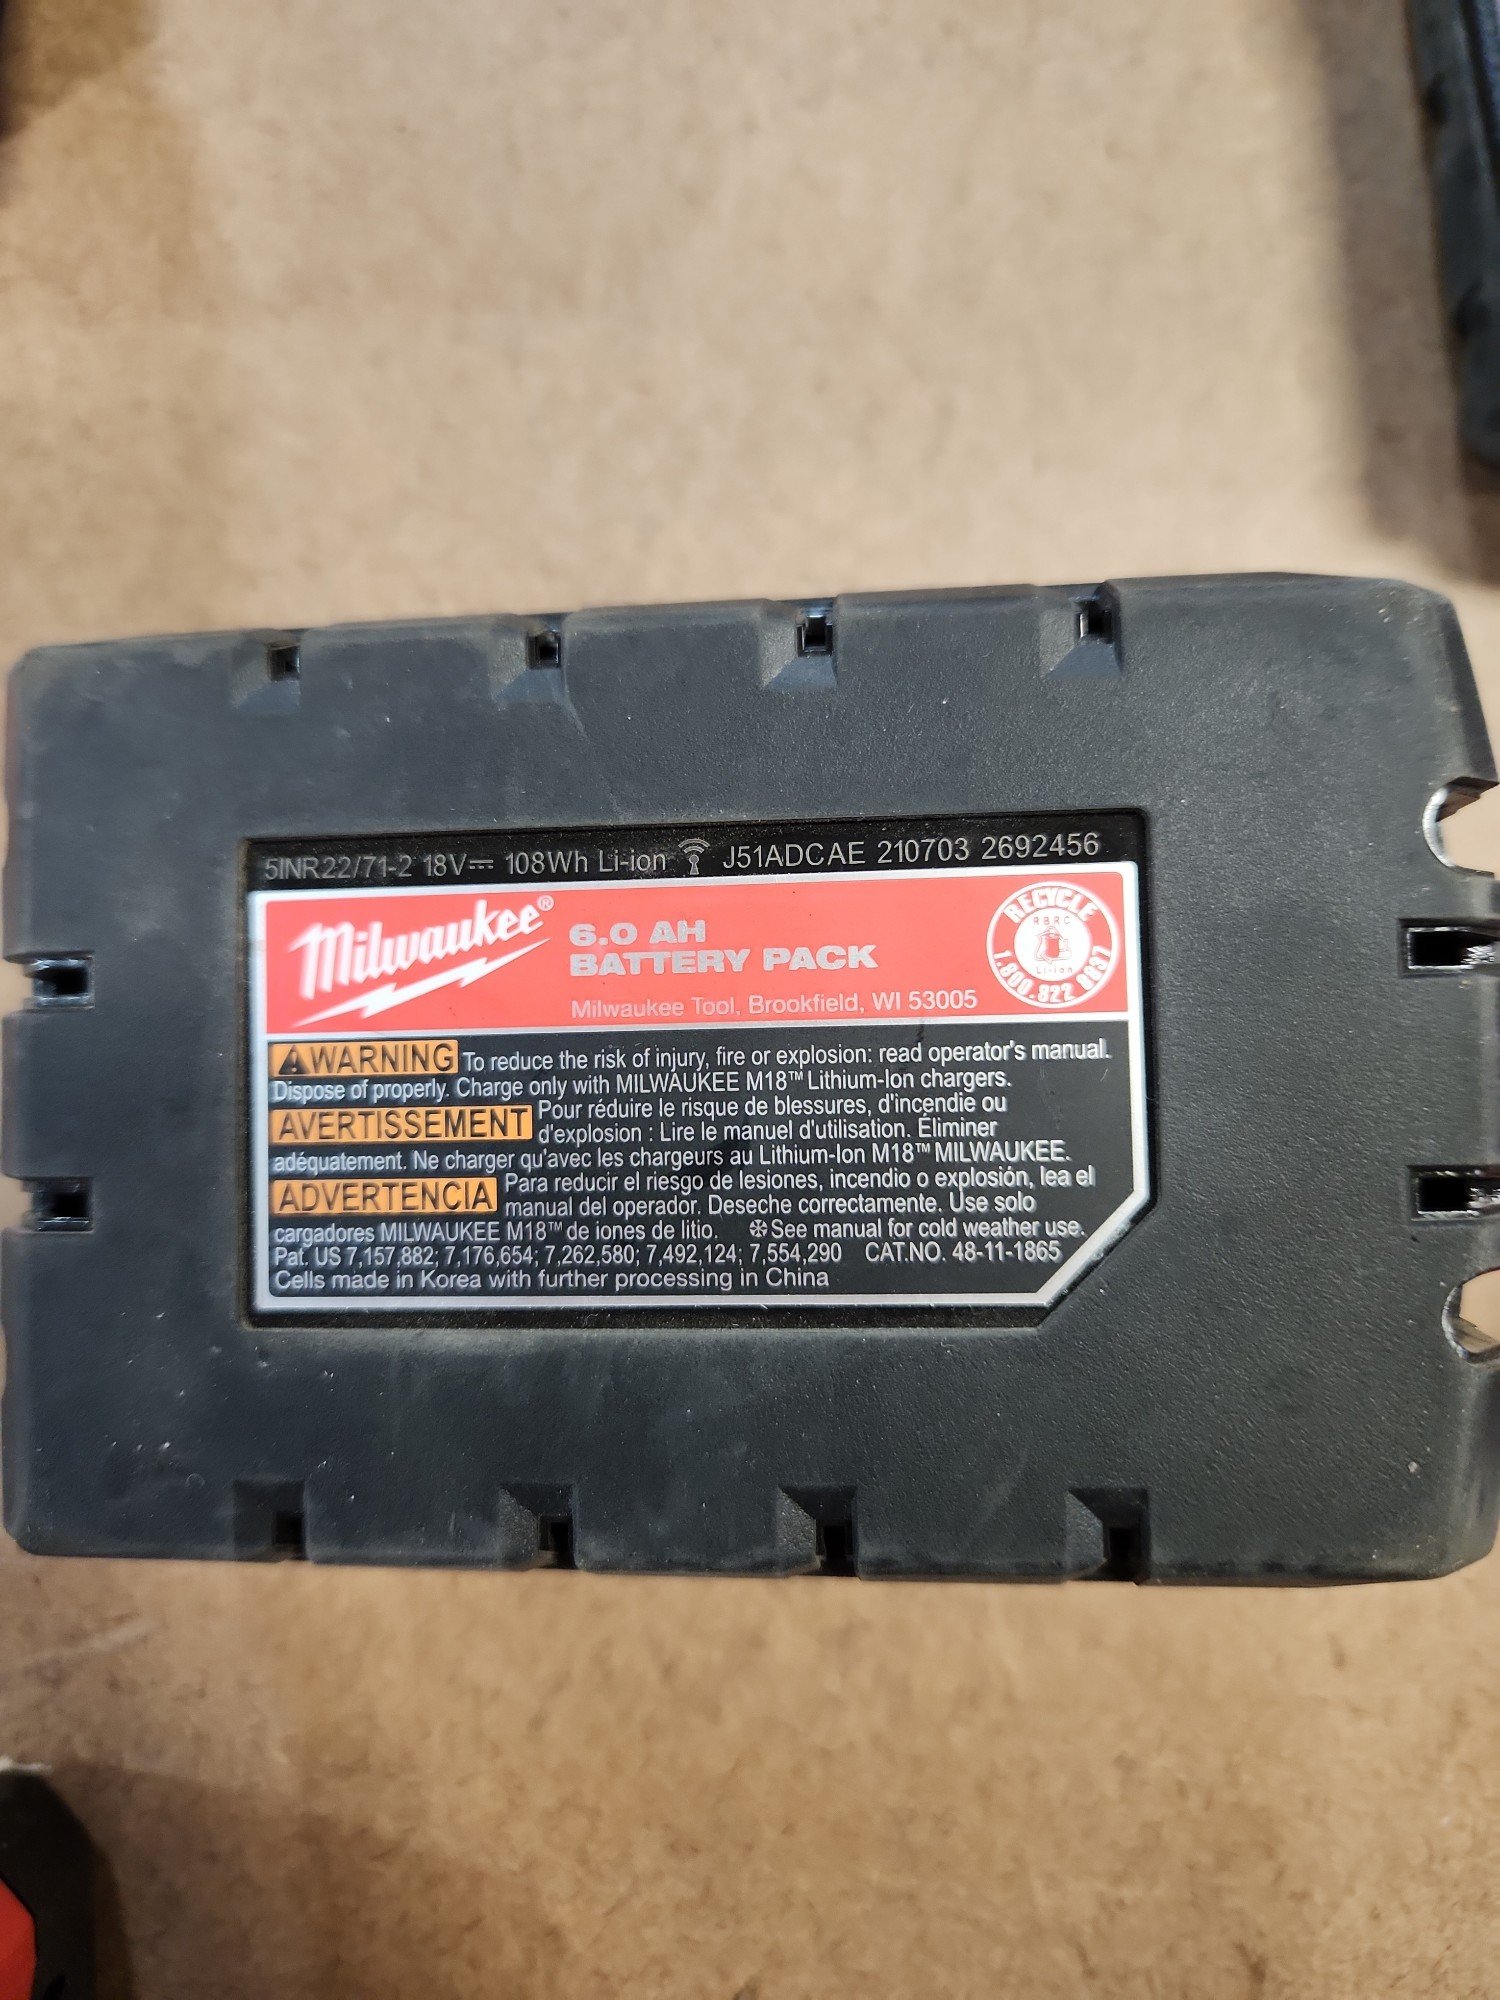 5INR22/71-2 18V⎓ 108Wh Li-ion J51ADCAE 210703 2692456
Milwaukee® 6.0 AH
BATTERY PACK
Milwaukee Tool, Brookfield, WI 53005
RECYCLE
RBRC
Li-ion
1.800.822 8837
⚠WARNING To reduce the risk of injury, fire or explosion: read operator's manual.
Dispose of properly. Charge only with MILWAUKEE M18™ Lithium-Ion chargers.
AVERTISSEMENT Pour réduire le risque de blessures, d'incendie ou
d'explosion : Lire le manuel d'utilisation. Éliminer
adéquatement. Ne charger qu'avec les chargeurs au Lithium-Ion M18™ MILWAUKEE.
ADVERTENCIA Para reducir el riesgo de lesiones, incendio o explosión, lea el
manual del operador. Deseche correctamente. Use solo
cargadores MILWAUKEE M18™ de iones de litio. ❄See manual for cold weather use.
Pat. US 7,157,882; 7,176,654; 7,262,580; 7,492,124; 7,554,290 CAT.NO. 48-11-1865
Cells made in Korea with further processing in China